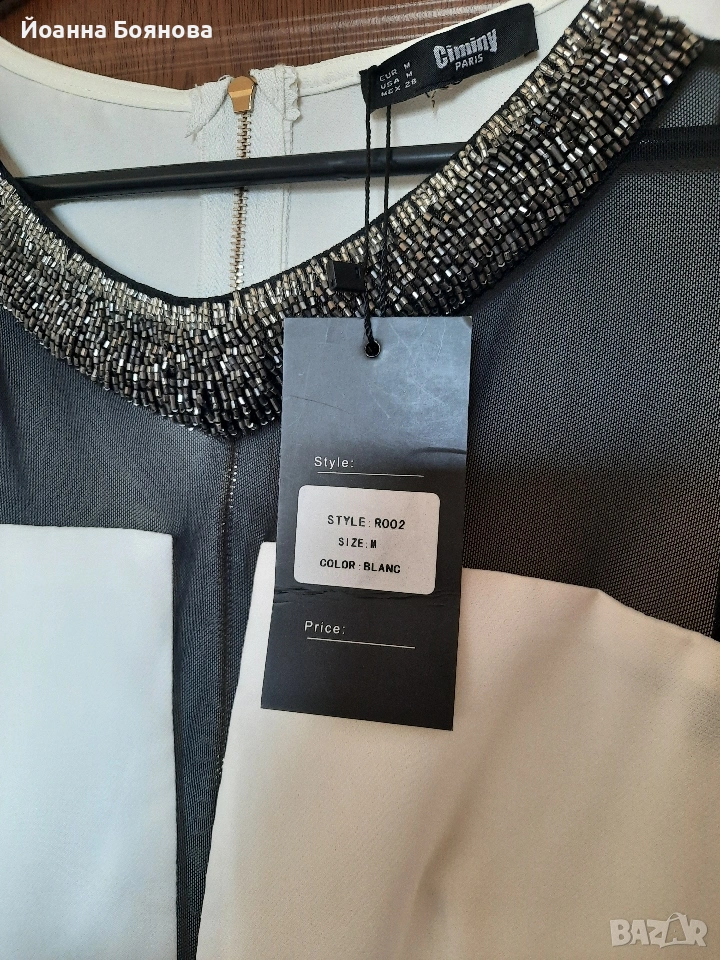 Йоанна Боянова
Ciminy
PARIS
EUR M
USA M
MEX 28
Style:
STYLE:R002
SIZE:M
COLOR:BLANC
Price:
BAZAR